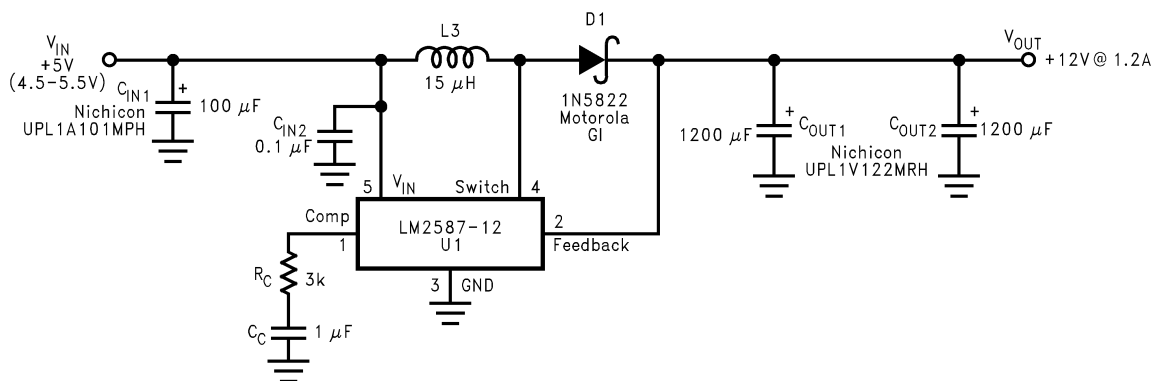 L3
D1
V_IN
+5V
(4.5–5.5V)
V_OUT
+12V @ 1.2A
C_IN1
+
100 μF
Nichicon
UPL1A101MPH
15 μH
1N5822
Motorola
GI
C_IN2
0.1 μF
+
1200 μF
C_OUT1
C_OUT2
+
1200 μF
Nichicon
UPL1V122MRH
5
V_IN
Switch
4
Comp
1
LM2587-12
U1
2
Feedback
R_C
3k
3
GND
C_C
1 μF